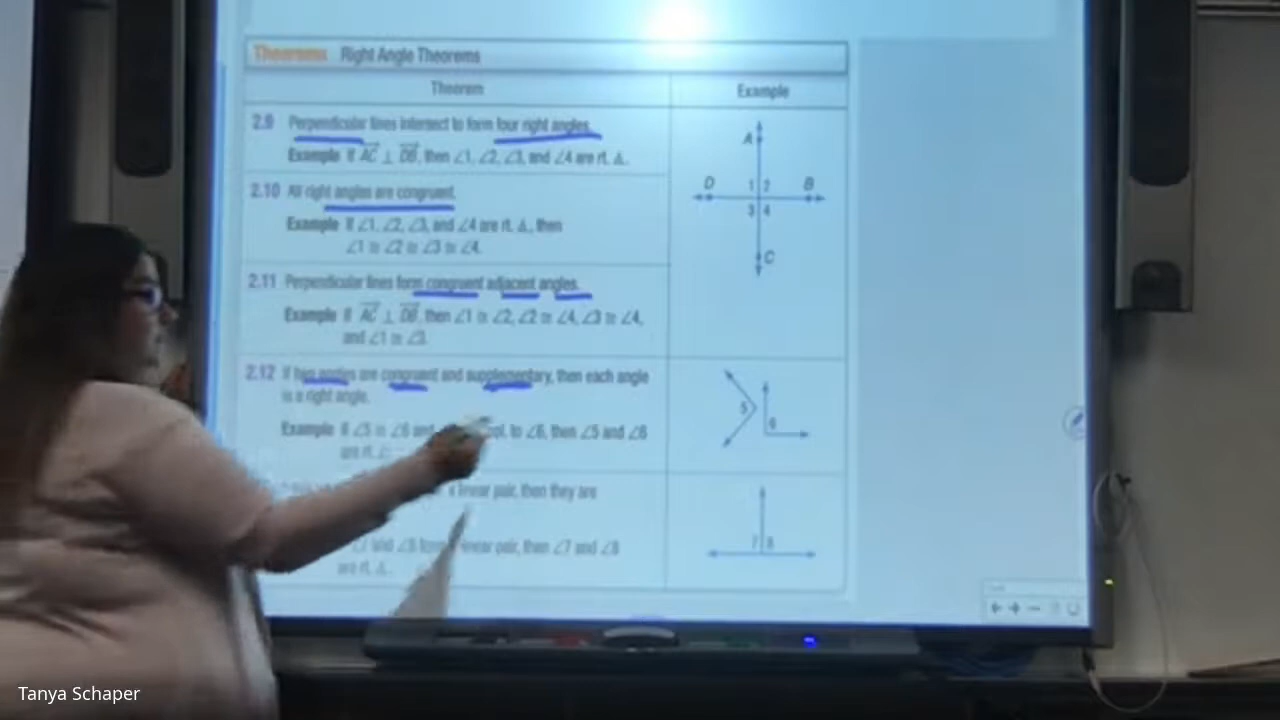 Theorems Right Angle Theorems
Theorem
Example
2.9 Perpendicular lines intersect to form four right angles.
Example If AC ⊥ DB, then ∠1, ∠2, ∠3, and ∠4 are rt. ∠s.
2.10 All right angles are congruent.
Example If ∠1, ∠2, ∠3, and ∠4 are rt. ∠s, then
∠1 ≅ ∠2 ≅ ∠3 ≅ ∠4.
2.11 Perpendicular lines form congruent adjacent angles.
Example If AC ⊥ DB, then ∠1 ≅ ∠2, ∠2 ≅ ∠4, ∠3 ≅ ∠4,
and ∠1 ≅ ∠3.
A
D 1 2 B
3 4
C
2.12 If two angles are congruent and supplementary, then each angle
is a right angle.
Example If ∠5 ≅ ∠6 and to ∠6, then ∠5 and ∠6
are rt.
5 6
a linear pair, then they are
and ∠8 linear pair, then ∠7 and ∠8
are rt. ∠s.
7 8
Tanya Schaper